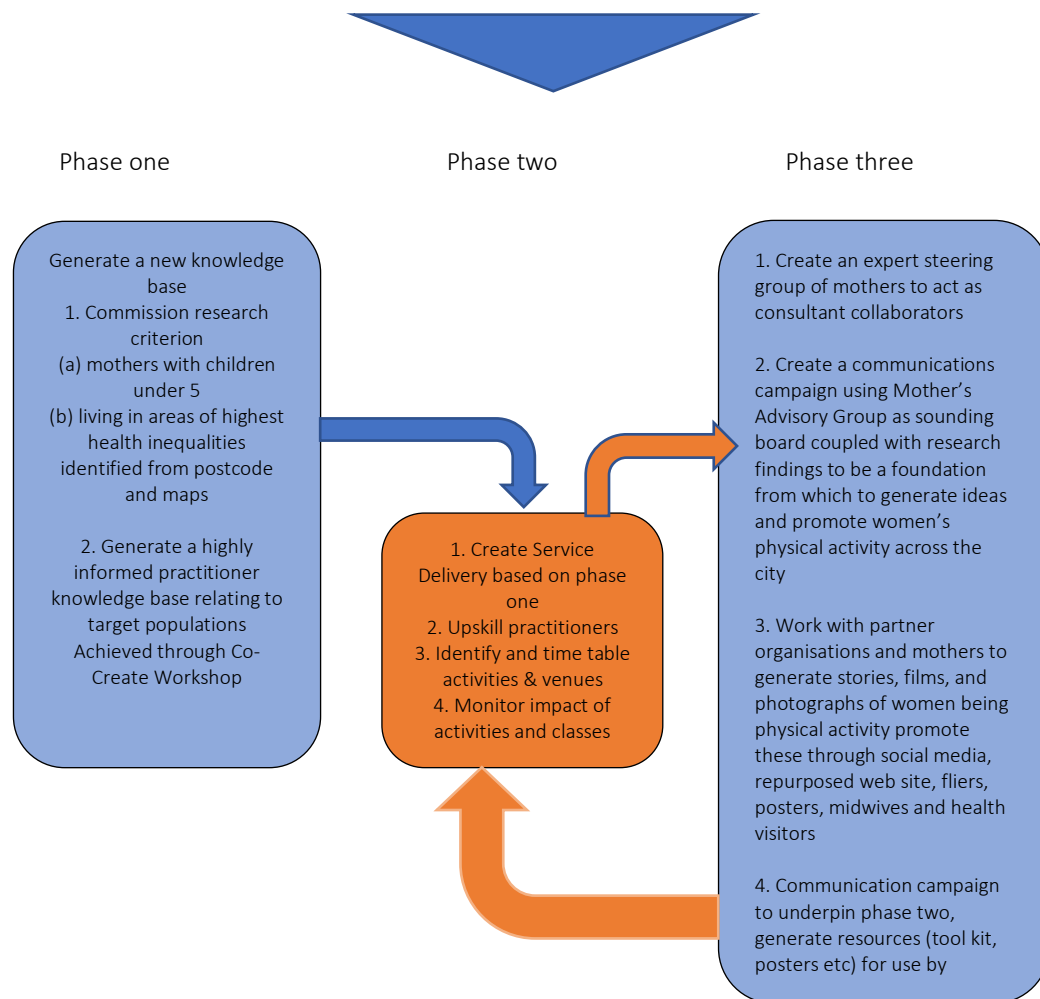 Phase one
Phase two
Phase three
Generate a new knowledge
base
1. Commission research
criterion
(a) mothers with children
under 5
(b) living in areas of highest
health inequalities
identified from postcode
and maps
2. Generate a highly
informed practitioner
knowledge base relating to
target populations
Achieved through Co-
Create Workshop
1. Create Service
Delivery based on phase
one
2. Upskill practitioners
3. Identify and time table
activities & venues
4. Monitor impact of
activities and classes
1. Create an expert steering
group of mothers to act as
consultant collaborators
2. Create a communications
campaign using Mother’s
Advisory Group as sounding
board coupled with research
findings to be a foundation
from which to generate ideas
and promote women’s
physical activity across the
city
3. Work with partner
organisations and mothers to
generate stories, films, and
photographs of women being
physical activity promote
these through social media,
repurposed web site, fliers,
posters, midwives and health
visitors
4. Communication campaign
to underpin phase two,
generate resources (tool kit,
posters etc) for use by